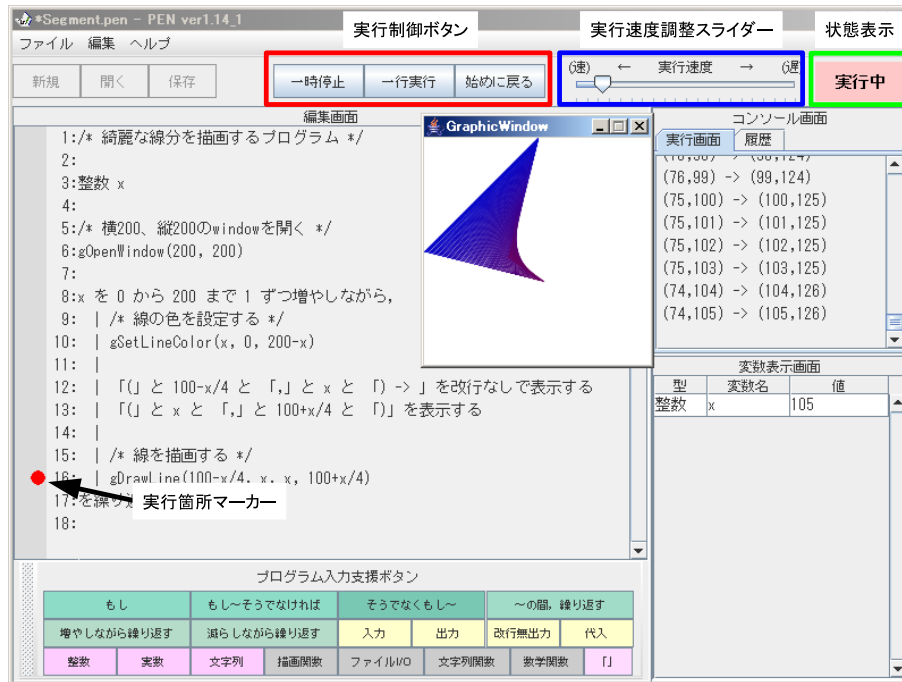 *Segment.pen - PEN ver1.14_1
実行制御ボタン
実行速度調整スライダー
状態表示
ファイル 編集 ヘルプ
新規 開く 保存
一時停止 一行実行 始めに戻る
(速) ← 実行速度 → (遅
実行中
編集画面
コンソール画面
GraphicWindow
実行画面 履歴
1:/* 綺麗な線分を描画するプログラム */
2:
3:整数 x
4:
5:/* 横200、縦200のwindowを開く */
6:gOpenWindow(200, 200)
7:
8:x を 0 から 200 まで 1 ずつ増やしながら,
9: | /* 線の色を設定する */
10: | gSetLineColor(x, 0, 200-x)
11: |
12: | 「(」と 100-x/4 と 「,」と x と 「) -> 」を改行なしで表示する
13: | 「(」と x と 「,」と 100+x/4 と 「)」を表示する
14: |
15: | /* 線を描画する */
16: | gDrawLine(100-x/4, x, x, 100+x/4)
17:を繰り
実行箇所マーカー
18:
(76,99) -> (99,124)
(75,100) -> (100,125)
(75,101) -> (101,125)
(75,102) -> (102,125)
(75,103) -> (103,125)
(74,104) -> (104,126)
(74,105) -> (105,126)
変数表示画面
型 変数名 値
整数 x 105
プログラム入力支援ボタン
もし もし~そうでなければ そうでなくもし~ ~の間, 繰り返す
増やしながら繰り返す 減らしながら繰り返す 入力 出力 改行無出力 代入
整数 実数 文字列 描画関数 ファイルI/O 文字列関数 数学関数 「」